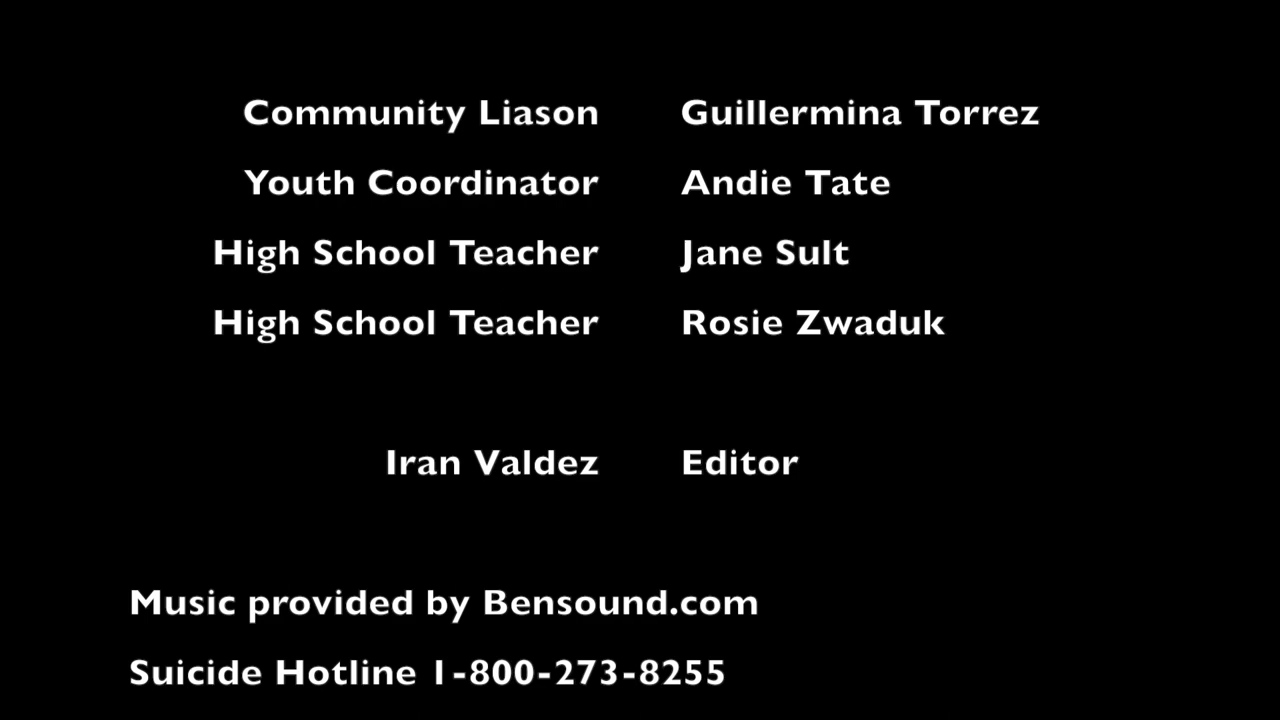 Community Liason Guillermina Torrez
Youth Coordinator Andie Tate
High School Teacher Jane Sult
High School Teacher Rosie Zwaduk
Iran Valdez Editor
Music provided by Bensound.com
Suicide Hotline 1-800-273-8255